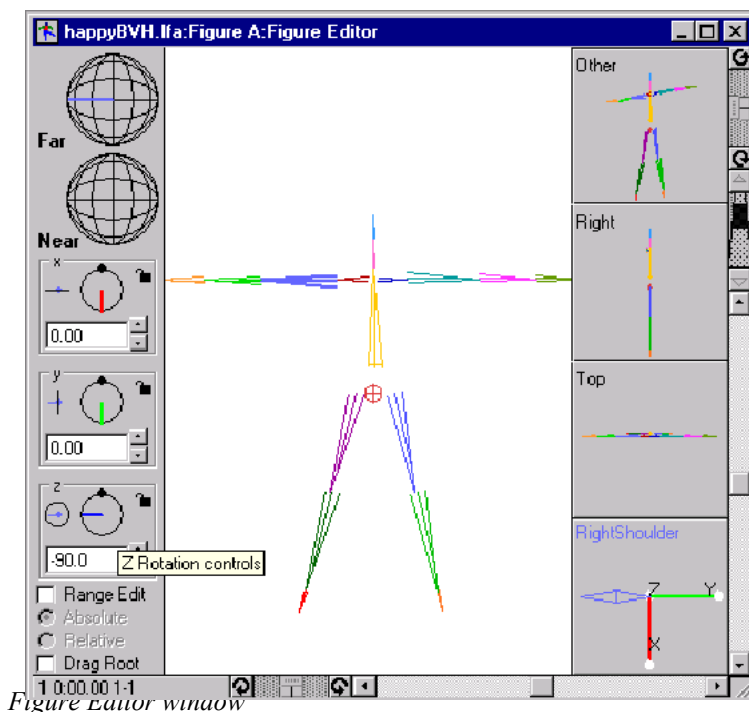 happyBVH.lfa:Figure A:Figure Editor
Far
Near
x
0.00
y
0.00
z
-90.0
Z Rotation controls
Range Edit
Absolute
Relative
Drag Root
1 0:00.00 1-1
Other
Right
Top
RightShoulder
Z
Y
X
Figure Editor window